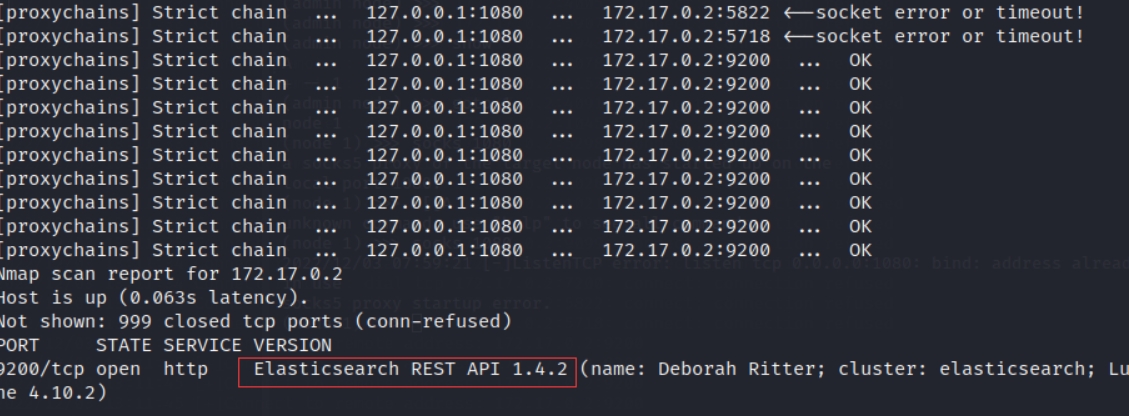 [proxychains] Strict chain ... 127.0.0.1:1080 ... 172.17.0.2:5822 <--socket error or timeout!
[proxychains] Strict chain ... 127.0.0.1:1080 ... 172.17.0.2:5718 <--socket error or timeout!
[proxychains] Strict chain ... 127.0.0.1:1080 ... 172.17.0.2:9200 ... OK
[proxychains] Strict chain ... 127.0.0.1:1080 ... 172.17.0.2:9200 ... OK
[proxychains] Strict chain ... 127.0.0.1:1080 ... 172.17.0.2:9200 ... OK
[proxychains] Strict chain ... 127.0.0.1:1080 ... 172.17.0.2:9200 ... OK
[proxychains] Strict chain ... 127.0.0.1:1080 ... 172.17.0.2:9200 ... OK
[proxychains] Strict chain ... 127.0.0.1:1080 ... 172.17.0.2:9200 ... OK
[proxychains] Strict chain ... 127.0.0.1:1080 ... 172.17.0.2:9200 ... OK
[proxychains] Strict chain ... 127.0.0.1:1080 ... 172.17.0.2:9200 ... OK
[proxychains] Strict chain ... 127.0.0.1:1080 ... 172.17.0.2:9200 ... OK
Nmap scan report for 172.17.0.2
Host is up (0.063s latency).
Not shown: 999 closed tcp ports (conn-refused)
PORT STATE SERVICE VERSION
9200/tcp open http Elasticsearch REST API 1.4.2 (name: Deborah Ritter; cluster: elasticsearch; Lu
ne 4.10.2)